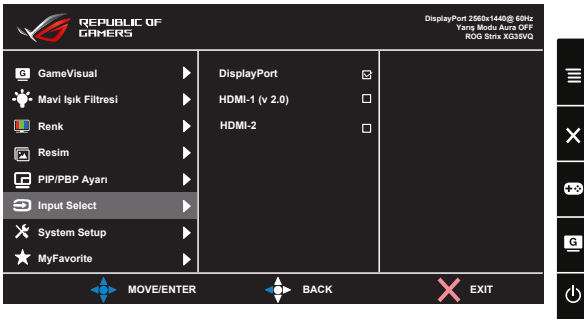 REPUBLIC OF
GAMERS
DisplayPort 2560x1440@ 60Hz
Yarış Modu Aura OFF
ROG Strix XG35VQ
G GameVisual
Mavi Işık Filtresi
Renk
Resim
PIP/PBP Ayarı
Input Select
System Setup
MyFavorite
DisplayPort
HDMI-1 (v 2.0)
HDMI-2
MOVE/ENTER
BACK
EXIT
G